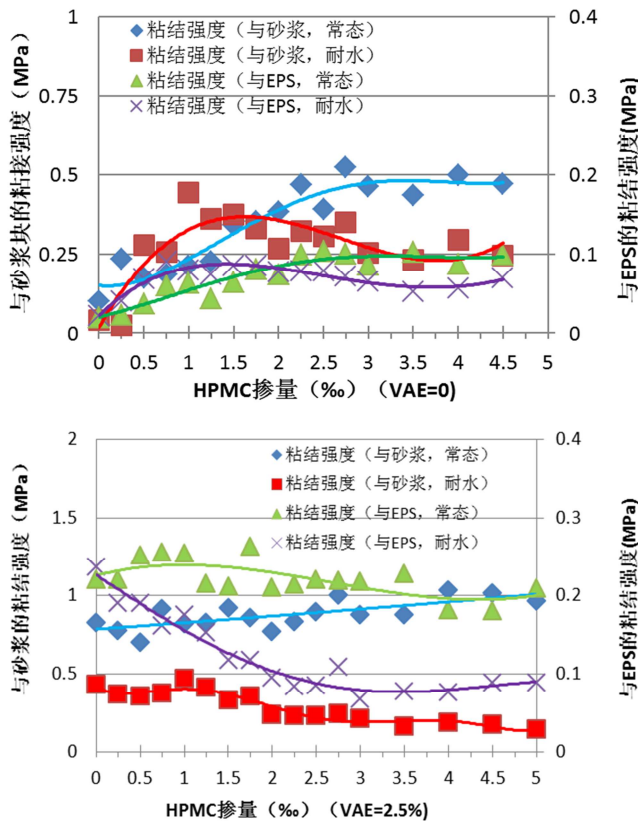 1
0.75
0.5
0.25
0
0.4
0.3
0.2
0.1
0
与砂浆块的粘接强度（MPa）
与EPS的粘结强度(MPa)
粘结强度（与砂浆，常态）
粘结强度（与砂浆，耐水）
粘结强度（与EPS，常态）
粘结强度（与EPS，耐水）
0 0.5 1.0 1.5 2.0 2.5 3.0 3.5 4.0 4.5
HPMC掺量（‰）（VAE=0）
2
1.5
1
0.5
0
0.4
0.3
0.2
0.1
0
与砂浆的粘结强度（MPa）
与EPS的粘结强度(MPa)
粘结强度（与砂浆，常态）
粘结强度（与砂浆，耐水）
粘结强度（与EPS，常态）
粘结强度（与EPS，耐水）
0 0.5 1.0 1.5 2.0 2.5 3.0 3.5 4.0 4.5 5
HPMC掺量（‰）（VAE=2.5%)